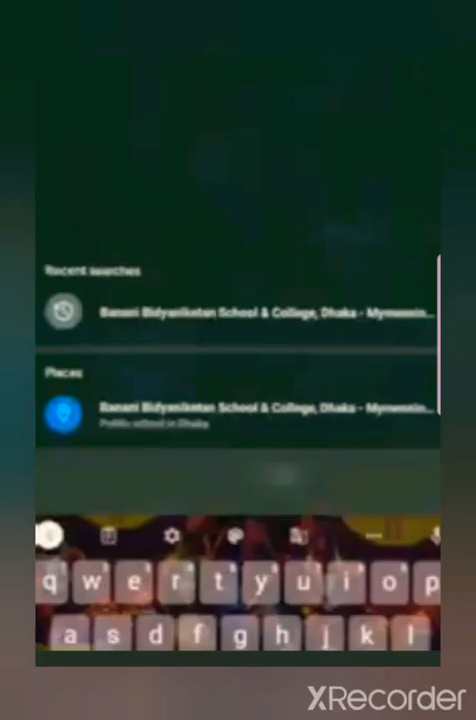 Recent searches
Banani Bidyaniketan School & College, Dhaka - Mymensin...
Places
Banani Bidyaniketan School & College, Dhaka - Mymensin...
Public school in Dhaka
q w e r t y u i o p
a s d f g h j k l
XRecorder